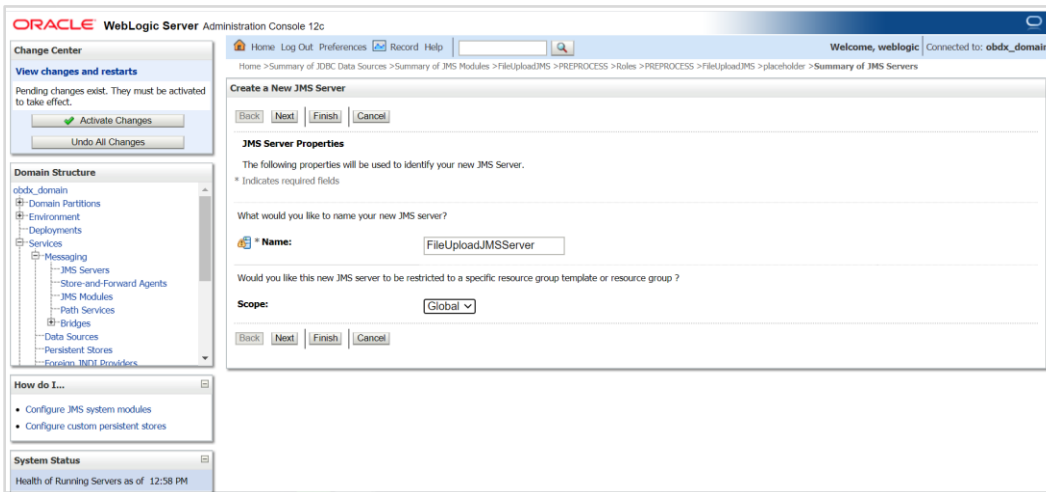 ORACLE WebLogic Server Administration Console 12c
Change Center
View changes and restarts
Pending changes exist. They must be activated
to take effect.
Activate Changes
Undo All Changes
Domain Structure
obdx_domain
Domain Partitions
Environment
Deployments
Services
Messaging
JMS Servers
Store-and-Forward Agents
JMS Modules
Path Services
Bridges
Data Sources
Persistent Stores
Foreign JNDI Providers
How do I...
Configure JMS system modules
Configure custom persistent stores
System Status
Health of Running Servers as of 12:58 PM
Home Log Out Preferences Record Help
Welcome, weblogic Connected to: obdx_domain
Home >Summary of JDBC Data Sources >Summary of JMS Modules >FileUploadJMS >PREPROCESS >Roles >PREPROCESS >FileUploadJMS >placeholder >Summary of JMS Servers
Create a New JMS Server
Back Next Finish Cancel
JMS Server Properties
The following properties will be used to identify your new JMS Server.
* Indicates required fields
What would you like to name your new JMS server?
* Name: FileUploadJMSServer
Would you like this new JMS server to be restricted to a specific resource group template or resource group ?
Scope: Global
Back Next Finish Cancel